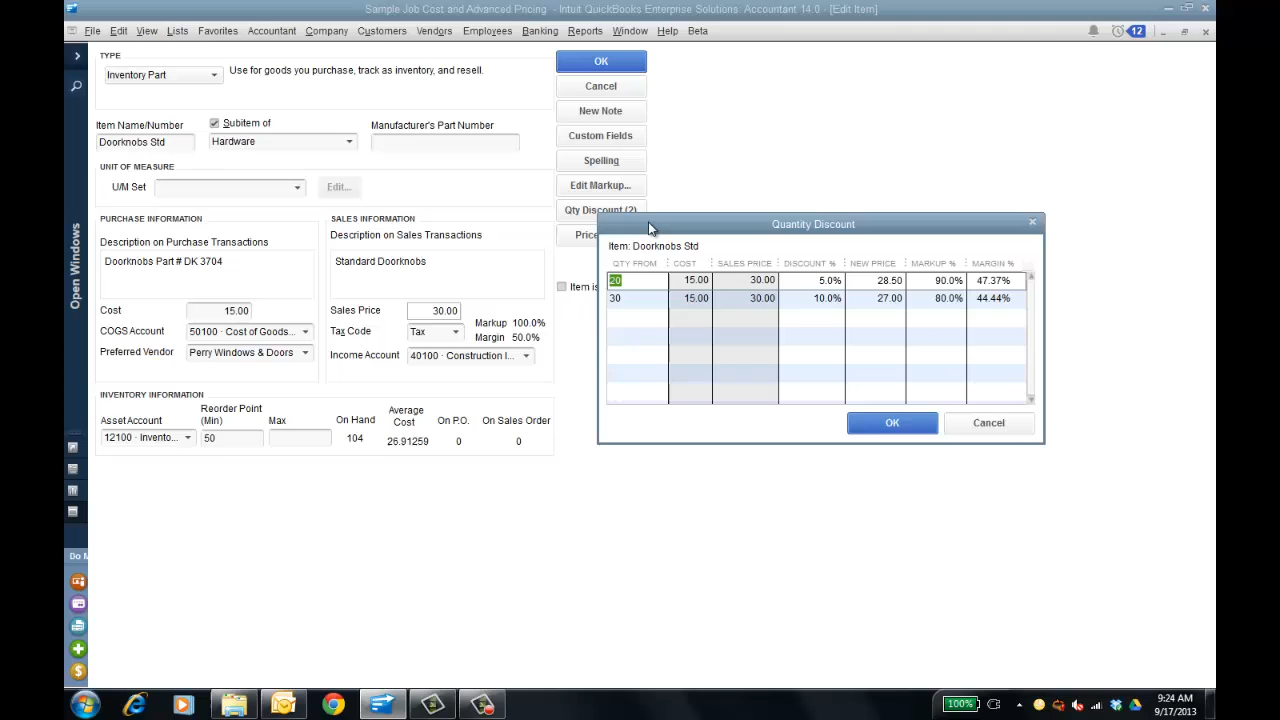 Sample Job Cost and Advanced Pricing - Intuit QuickBooks Enterprise Solutions: Accountant 14.0 - [Edit Item]
File Edit View Lists Favorites Accountant Company Customers Vendors Employees Banking Reports Window Help Beta 12
TYPE
Inventory Part
Use for goods you purchase, track as inventory, and resell.
OK
Cancel
New Note
Custom Fields
Spelling
Edit Markup...
Qty Discount (2)
Price
Item is
Item Name/Number
Subitem of
Manufacturer's Part Number
Doorknobs Std
Hardware
UNIT OF MEASURE
U/M Set
Edit...
PURCHASE INFORMATION
Description on Purchase Transactions
Doorknobs Part # DK 3704
Cost 15.00
COGS Account 50100 · Cost of Goods...
Preferred Vendor Perry Windows & Doors
SALES INFORMATION
Description on Sales Transactions
Standard Doorknobs
Sales Price 30.00
Tax Code Tax
Markup 100.0%
Margin 50.0%
Income Account 40100 · Construction I...
INVENTORY INFORMATION
Asset Account
12100 · Invento...
Reorder Point (Min)
50
Max
On Hand
104
Average Cost
26.91259
On P.O.
0
On Sales Order
0
Quantity Discount
Item: Doorknobs Std
QTY FROM COST SALES PRICE DISCOUNT % NEW PRICE MARKUP % MARGIN %
20 15.00 30.00 5.0% 28.50 90.0% 47.37%
30 15.00 30.00 10.0% 27.00 80.0% 44.44%
OK
Cancel
Open Windows
Do M
100%
9:24 AM
9/17/2013